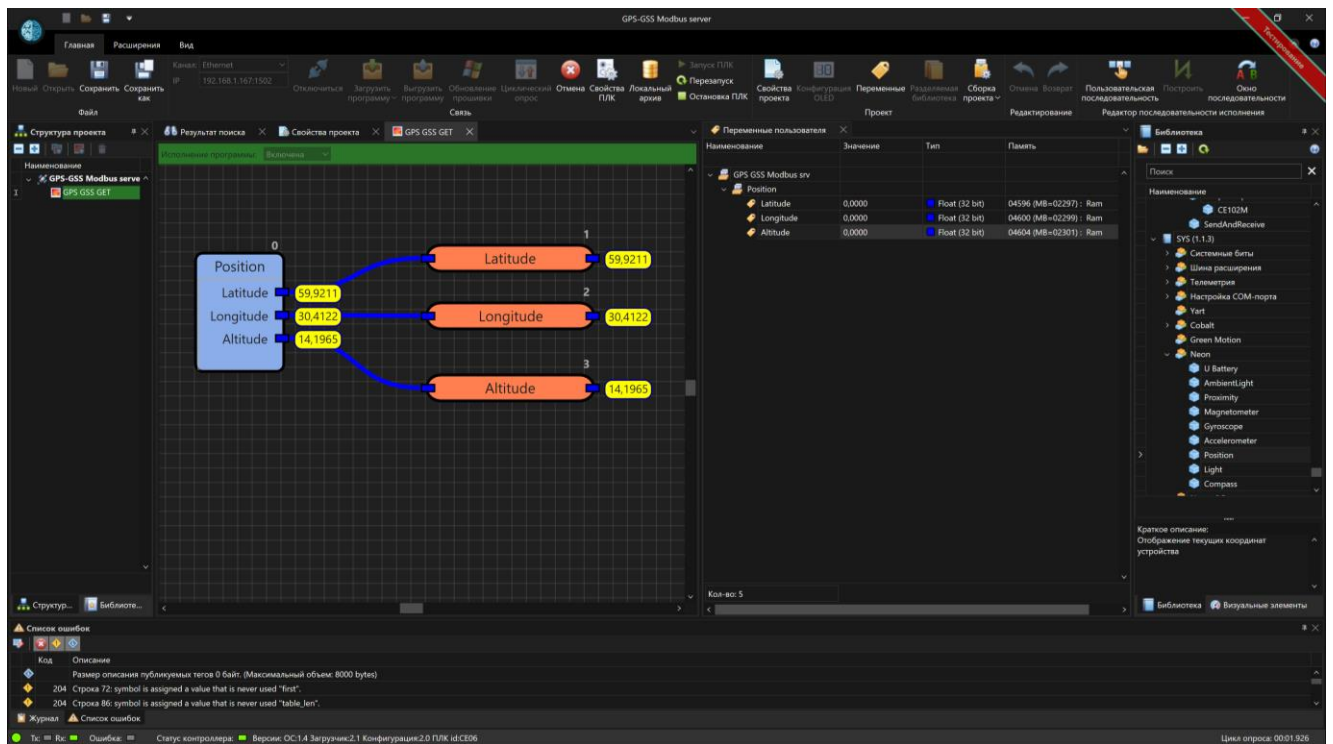 GPS-GSS Modbus server
Тестирование
Главная Расширения Вид
Канал: Ethernet
IP 192.168.1.167:1502
Новый Открыть Сохранить Сохранить как
Отключиться Загрузить программу Выгрузить программу Обновление прошивки Циклический опрос Отмена Свойства ПЛК Локальный архив
Запуск ПЛК
Перезапуск
Остановка ПЛК
Свойства проекта Конфигурация OLED Переменные Разделяемая библиотека Сборка проекта
Отмена Возврат
Пользовательская последовательность Построить Окно последовательности
Файл Связь Проект Редактирование Редактор последовательности исполнения
Структура проекта
Наименование
GPS-GSS Modbus serve
GPS GSS GET
Структур... Библиоте...
Результат поиска Свойства проекта GPS GSS GET
Исполнение программы: Включена
0
Position
Latitude 59,9211
Longitude 30,4122
Altitude 14,1965
1
Latitude 59,9211
2
Longitude 30,4122
3
Altitude 14,1965
Переменные пользователя
Наименование Значение Тип Память
GPS GSS Modbus srv
Position
Latitude 0,0000 Float (32 bit) 04596 (MB=02297) : Ram
Longitude 0,0000 Float (32 bit) 04600 (MB=02299) : Ram
Altitude 0,0000 Float (32 bit) 04604 (MB=02301) : Ram
Кол-во: 5
Библиотека
Поиск
Наименование
CE102M
SendAndReceive
SYS (1.1.3)
Системные биты
Шина расширения
Телеметрия
Настройка COM-порта
Yart
Cobalt
Green Motion
Neon
U Battery
AmbientLight
Proximity
Magnetometer
Gyroscope
Accelerometer
Position
Light
Compass
Краткое описание:
Отображение текущих координат
устройства
Библиотека Визуальные элементы
Список ошибок
Код Описание
Размер описания публикуемых тегов 0 байт. (Максимальный объем: 8000 bytes)
204 Строка 72: symbol is assigned a value that is never used "first".
204 Строка 86: symbol is assigned a value that is never used "table_len".
Журнал Список ошибок
Tx: Rx: Ошибка: Статус контроллера: Версии: ОС:1.4 Загрузчик:2.1 Конфигурация:2.0 ПЛК id:CE06 Цикл опроса: 00:01.926